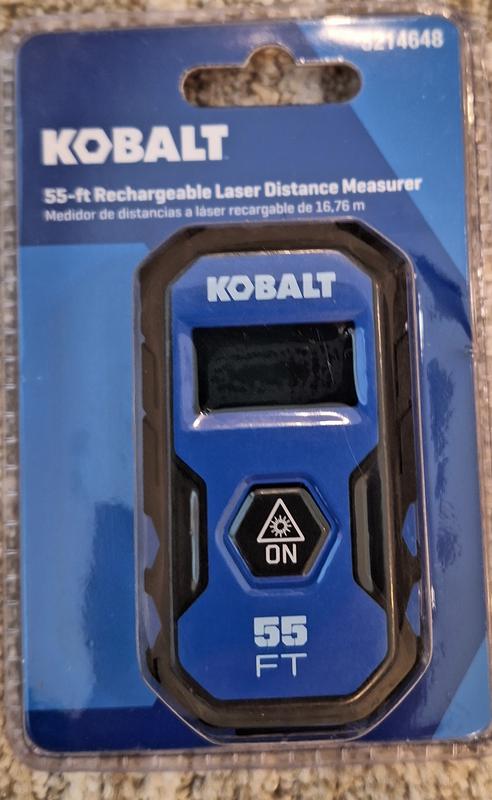 5214648
KOBALT
55-ft Rechargeable Laser Distance Measurer
Medidor de distancias a láser recargable de 16,76 m
KOBALT
ON
55
FT